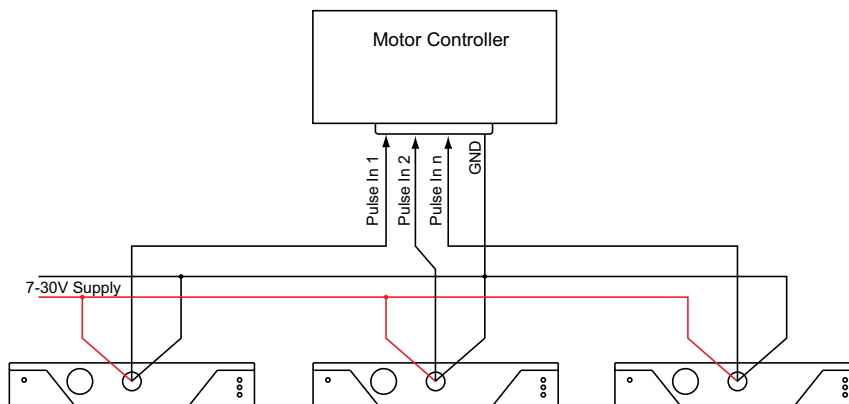 Motor Controller
Pulse In 1
Pulse In 2
Pulse In n
GND
7-30V Supply